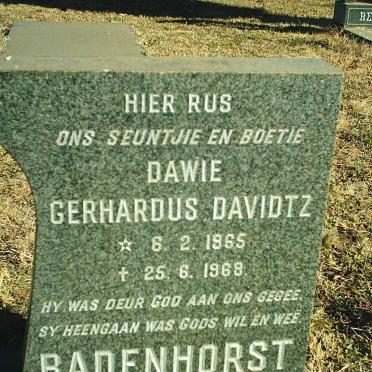 HIER RUS
ONS SEUNTJIE EN BOETIE
DAWIE
GERHARDUS DAVIDTZ
☆ 6. 2. 1965
† 25. 6. 1968.
HY WAS DEUR GOD AAN ONS GEGEE.
SY HEENGAAN WAS GODS WIL EN WEË
BADENHORST